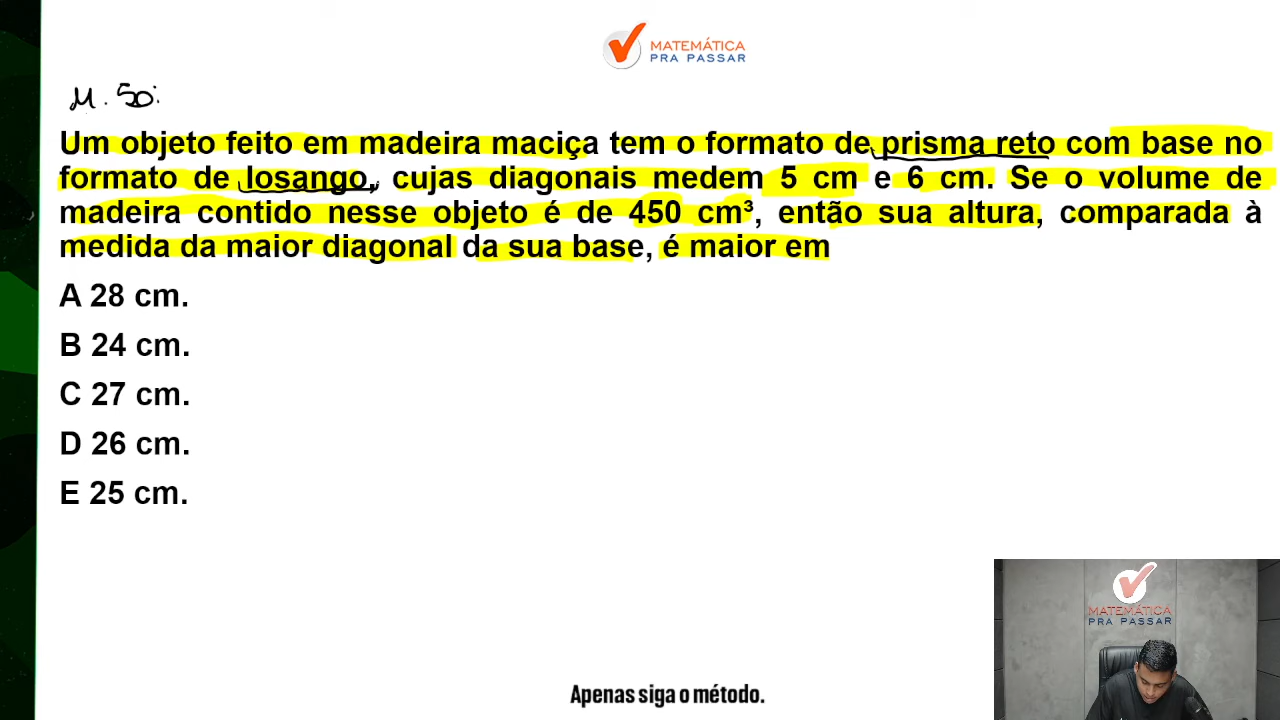 MATEMÁTICA
PRA PASSAR
M. 50:
Um objeto feito em madeira maciça tem o formato de prisma reto com base no
formato de losango, cujas diagonais medem 5 cm e 6 cm. Se o volume de
madeira contido nesse objeto é de 450 cm³, então sua altura, comparada à
medida da maior diagonal da sua base, é maior em
A 28 cm.
B 24 cm.
C 27 cm.
D 26 cm.
E 25 cm.
MATEMÁTICA
PRA PASSAR
Apenas siga o método.